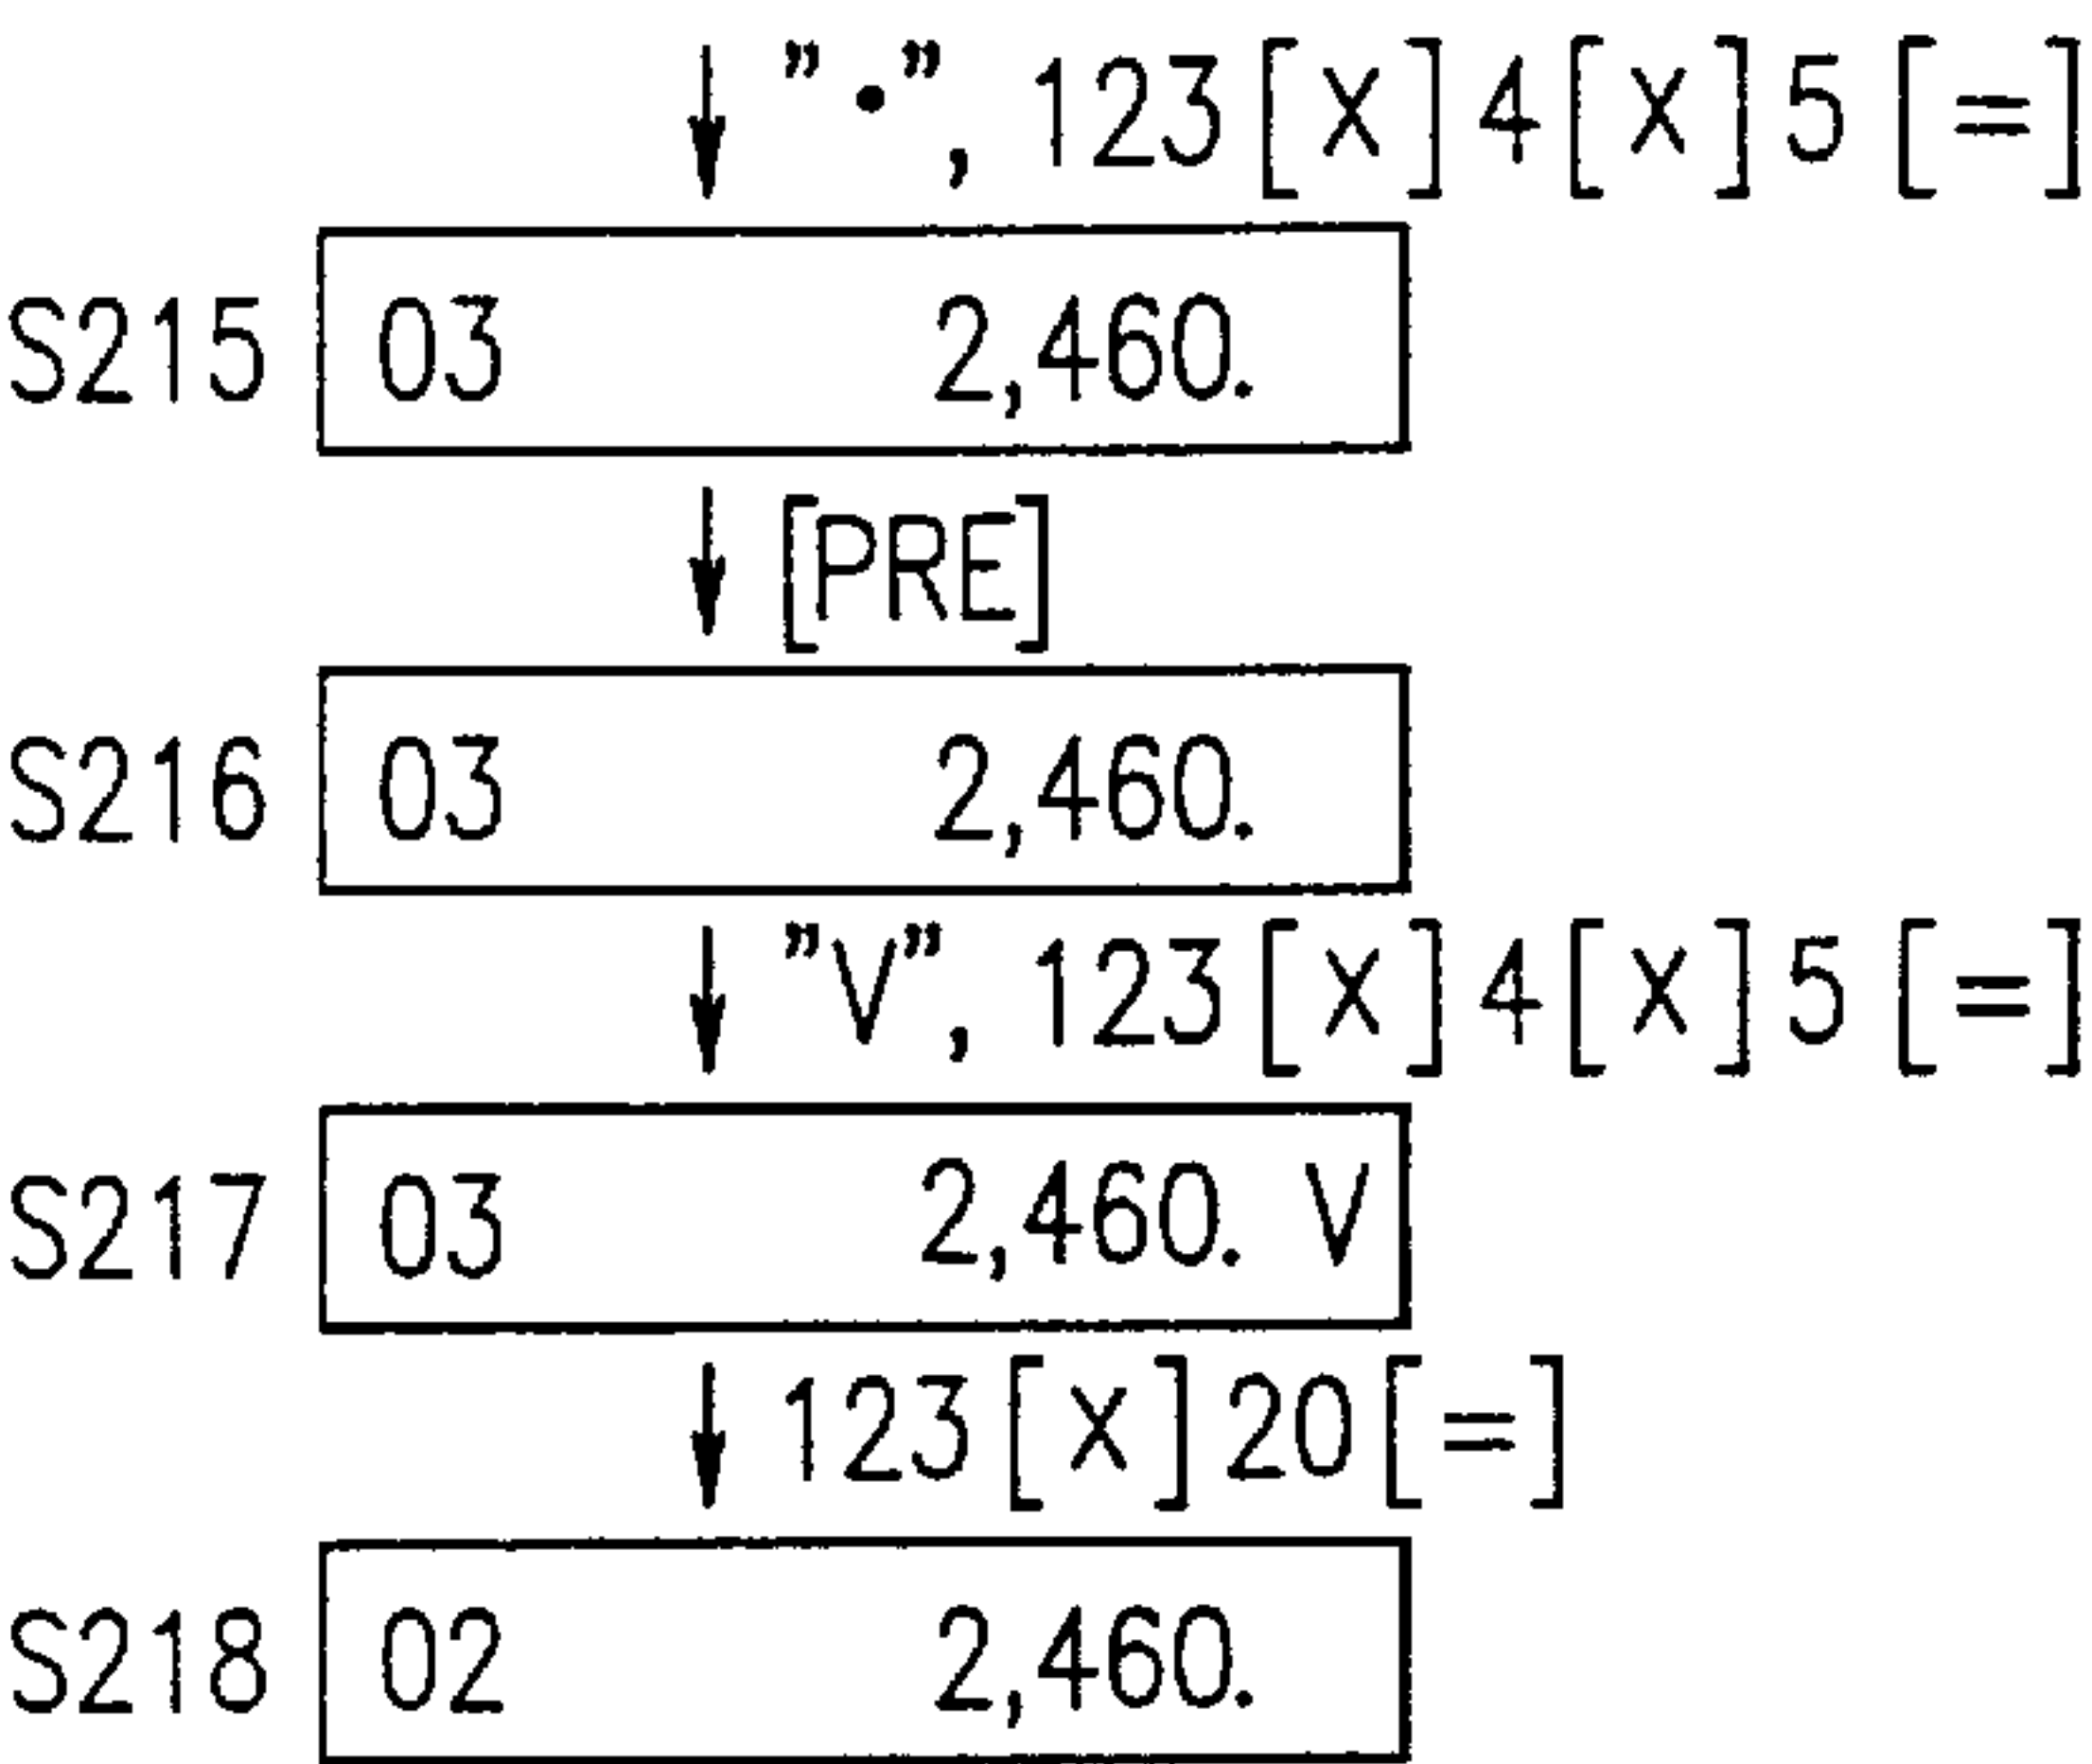 "•", 123[X]4[X]5[=]
S215 03 2,460.
[PRE]
S216 03 2,460.
"V", 123[X]4[X]5[=]
S217 03 2,460. V
123[X]20[=]
S218 02 2,460.